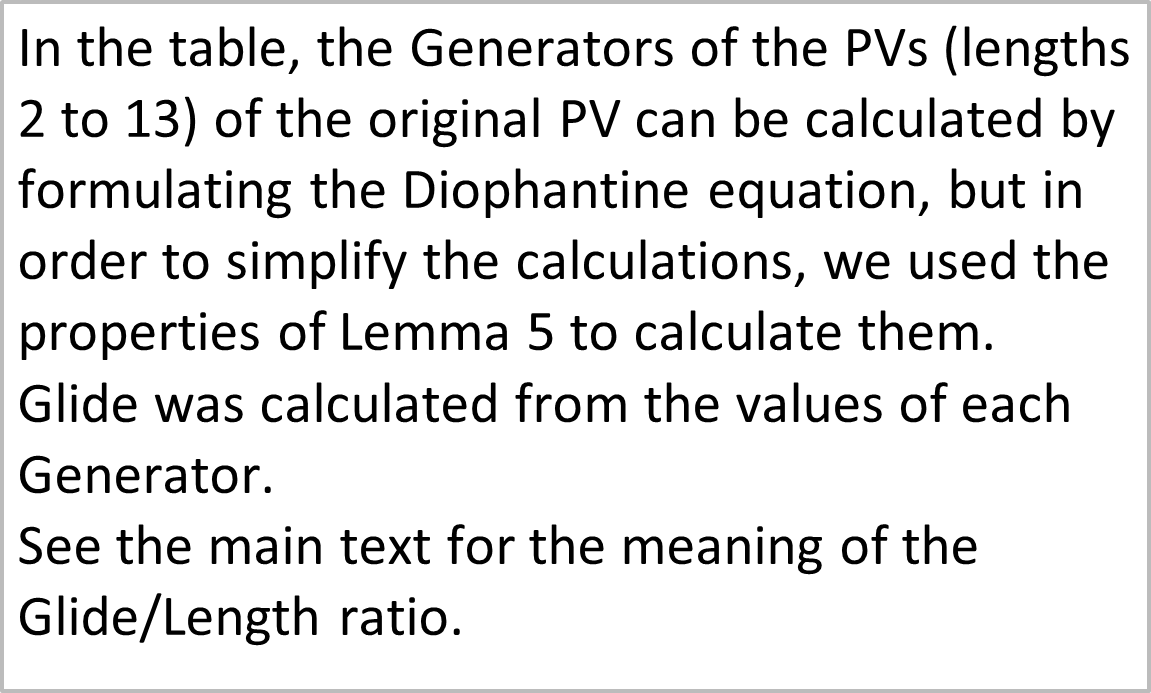 In the table, the Generators of the PVs (lengths
2 to 13) of the original PV can be calculated by
formulating the Diophantine equation, but in
order to simplify the calculations, we used the
properties of Lemma 5 to calculate them.
Glide was calculated from the values of each
Generator.
See the main text for the meaning of the
Glide/Length ratio.